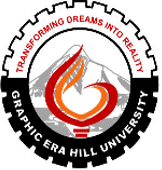 TRANSFORMING DREAMS INTO REALITY
GRAPHIC ERA HILL UNIVERSITY